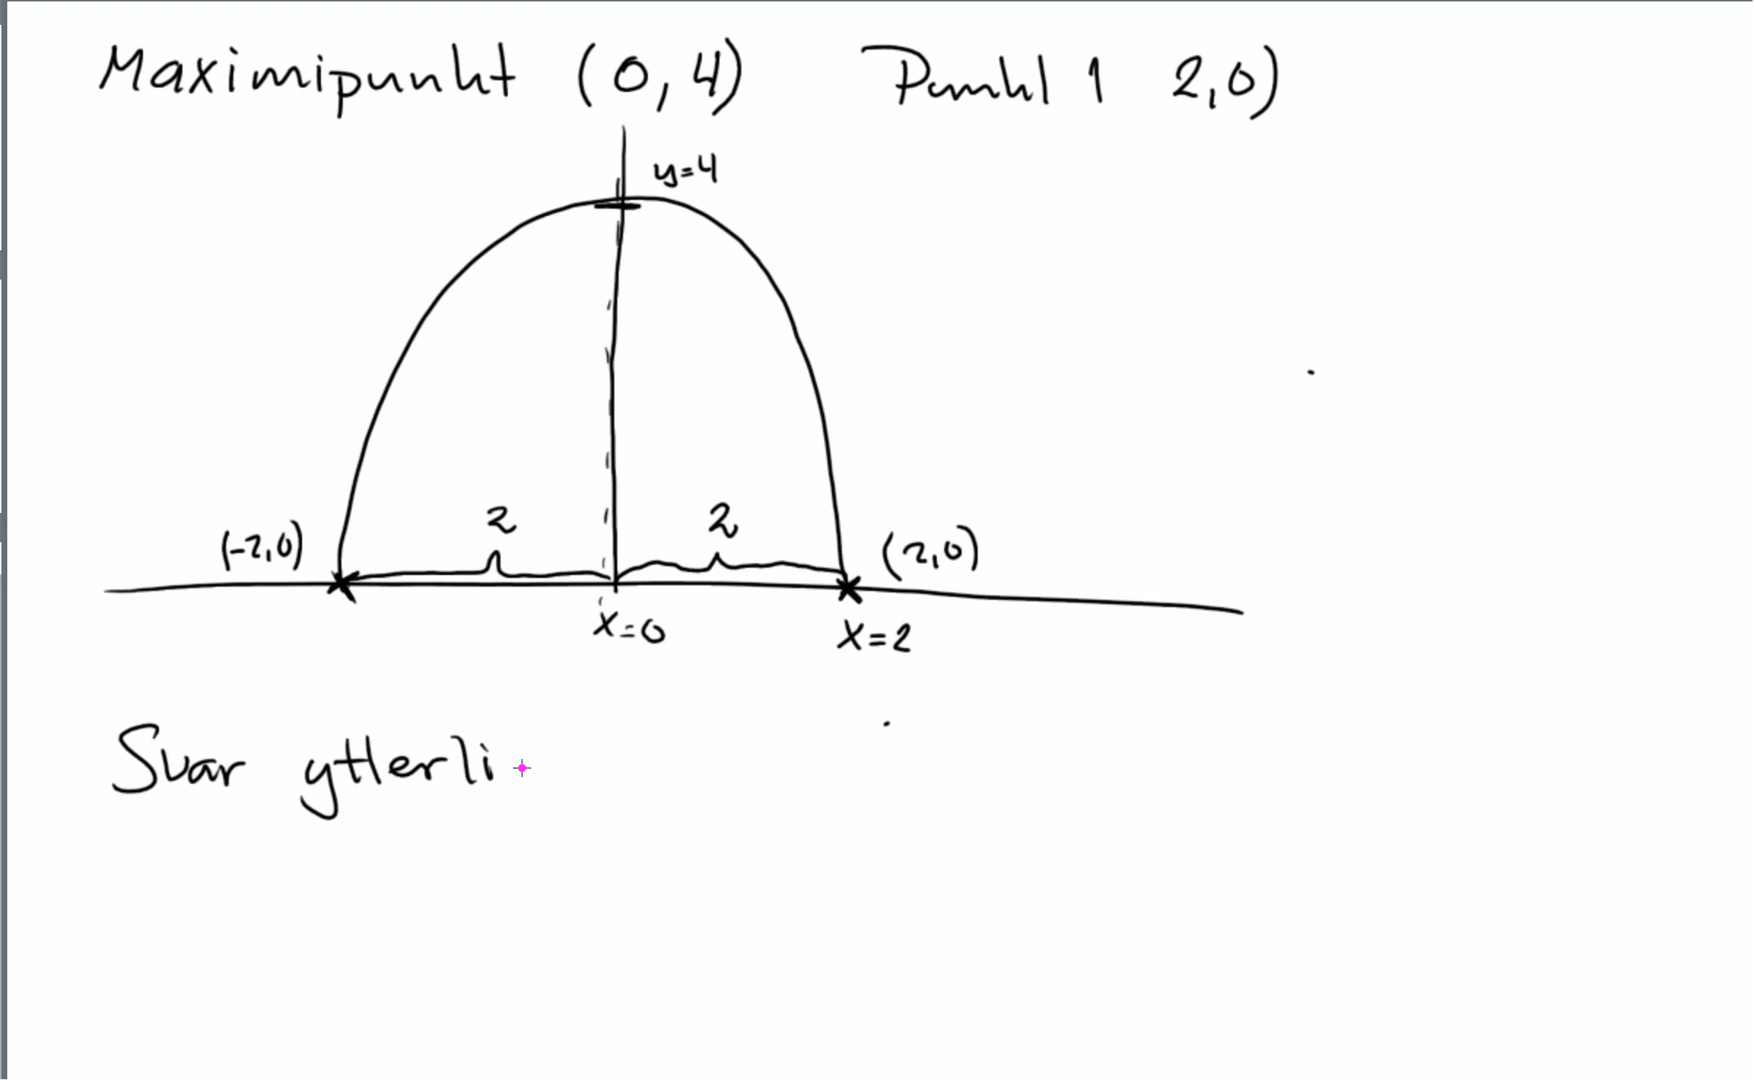 Maximipunkt (0,4) Punkt 1 2,0)
y=4
2 2
(-2,0) (2,0)
x=0 x=2
Svar ytterli